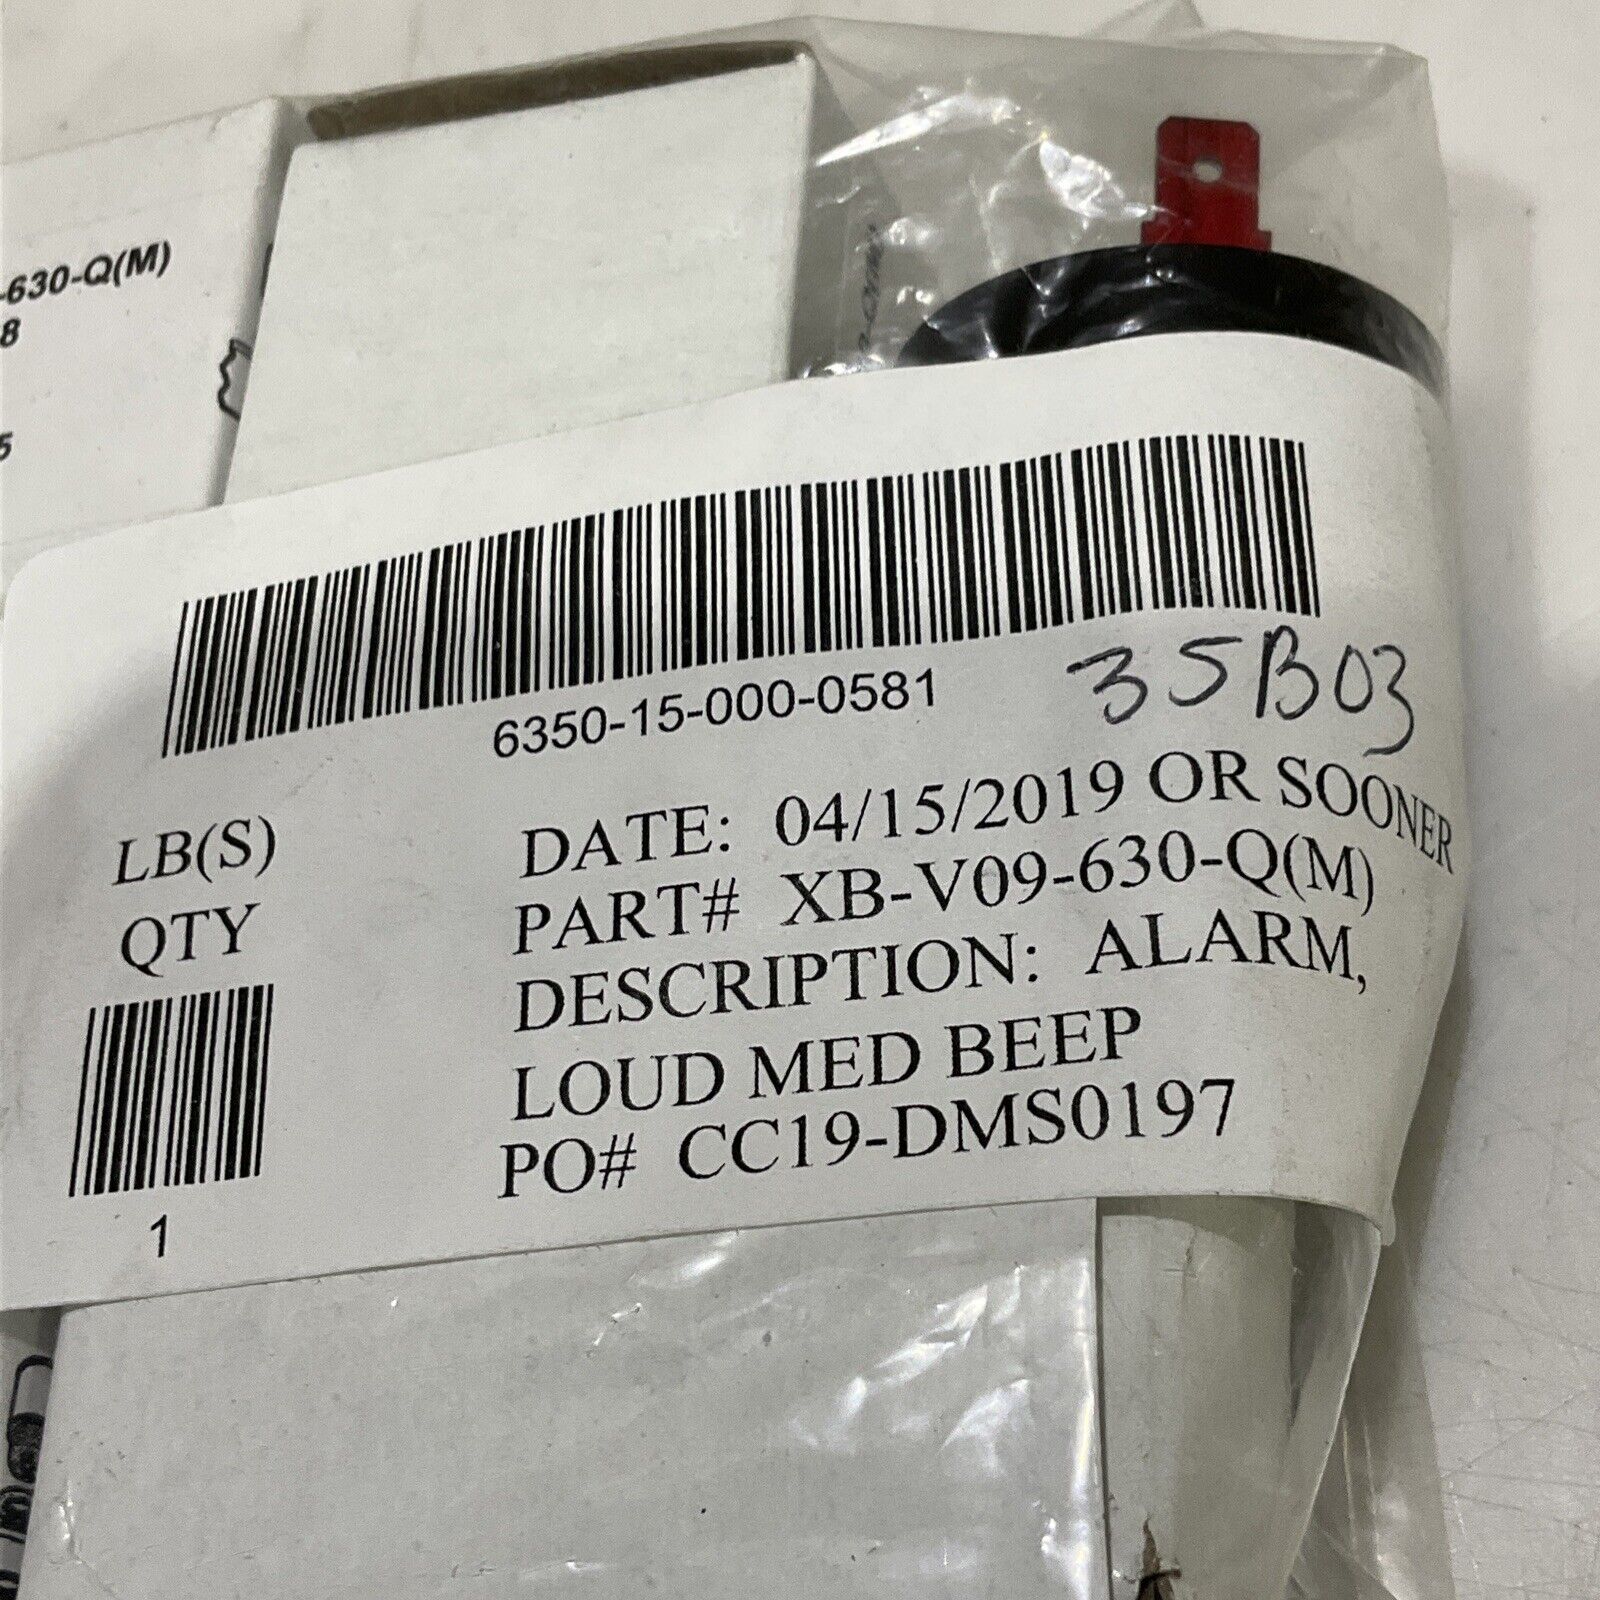 -630-Q(M)
8
5
6350-15-000-0581
35B03
LB(S)
QTY
1
DATE: 04/15/2019 OR SOONER
PART# XB-V09-630-Q(M)
DESCRIPTION: ALARM,
LOUD MED BEEP
PO# CC19-DMS0197